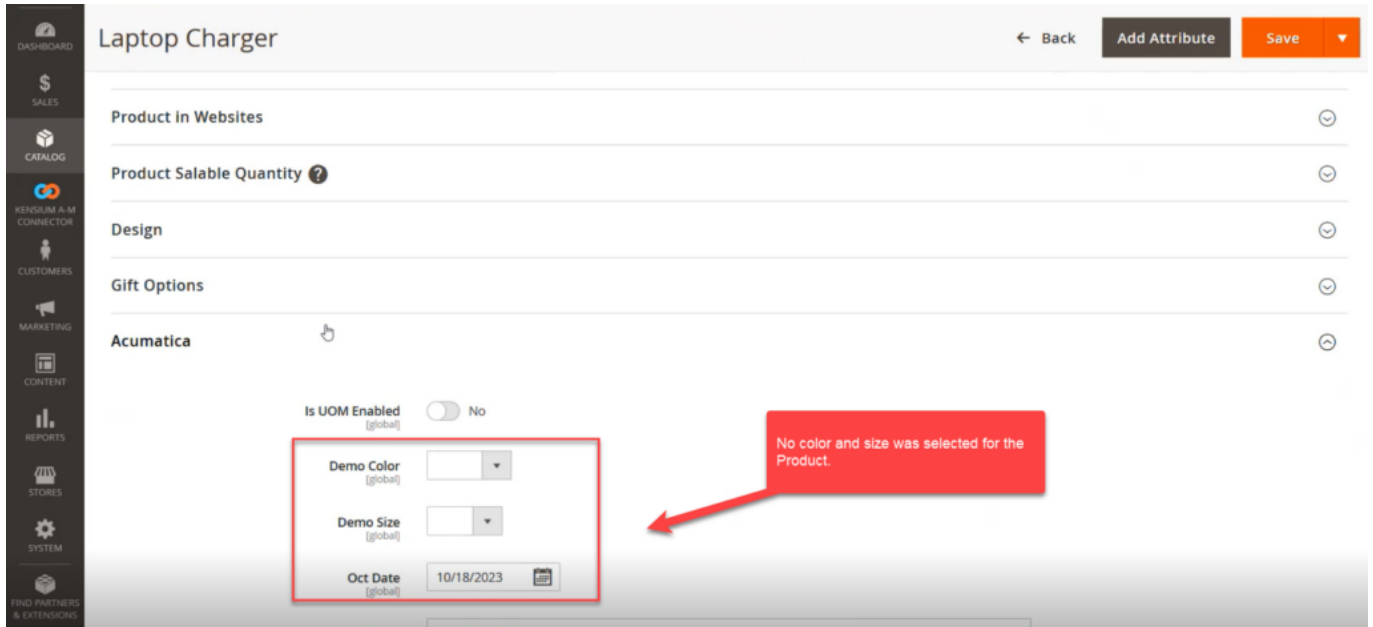 DASHBOARD
SALES
CATALOG
KENSIUM A-M
CONNECTOR
CUSTOMERS
MARKETING
CONTENT
REPORTS
STORES
SYSTEM
FIND PARTNERS
& EXTENSIONS
Laptop Charger
← Back
Add Attribute
Save
Product in Websites
Product Salable Quantity ?
Design
Gift Options
Acumatica
Is UOM Enabled
[global]
No
Demo Color
[global]
Demo Size
[global]
Oct Date
[global]
10/18/2023
No color and size was selected for the
Product.